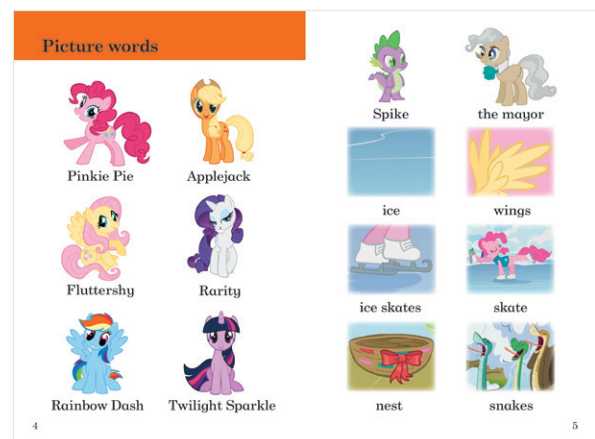 Picture words
Pinkie Pie
Applejack
Fluttershy
Rarity
Rainbow Dash
Twilight Sparkle
4
Spike
the mayor
ice
wings
ice skates
skate
nest
snakes
5